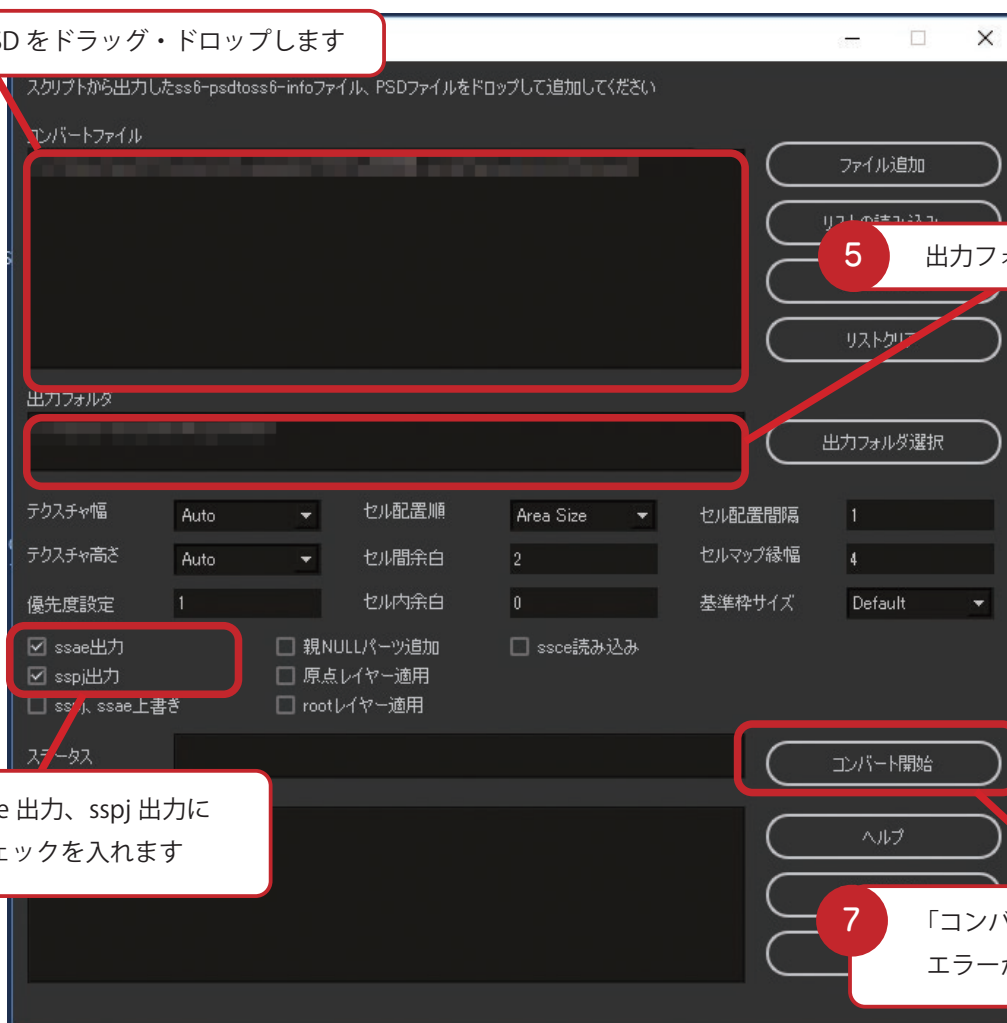 SD をドラッグ・ドロップします
スクリプトから出力したss6-psdtoss6-infoファイル、PSDファイルをドロップして追加してください
コンバートファイル
ファイル追加
リストの読み込み
5 出力フォ
リストクリア
出力フォルダ
出力フォルダ選択
テクスチャ幅 Auto セル配置順 Area Size セル配置間隔 1
テクスチャ高さ Auto セル間余白 2 セルマップ縁幅 4
優先度設定 1 セル内余白 0 基準枠サイズ Default
ssae出力 親NULLパーツ追加 ssce読み込み
sspj出力 原点レイヤー適用
sspj、ssae上書き rootレイヤー適用
ステータス
コンバート開始
e 出力、sspj 出力に
ェックを入れます
ヘルプ
7 「コンバ
エラーが